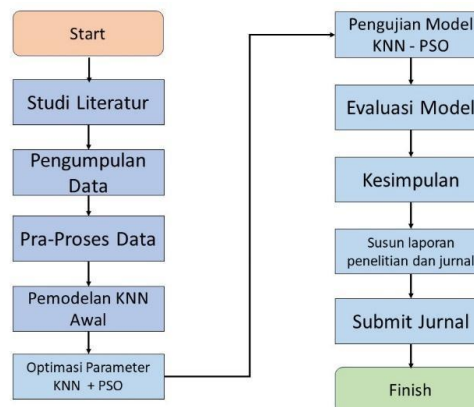 Start
Studi Literatur
Pengumpulan
Data
Pra-Proses Data
Pemodelan KNN
Awal
Optimasi Parameter
KNN + PSO
Pengujian Model
KNN - PSO
Evaluasi Model
Kesimpulan
Susun laporan
penelitian dan jurnal
Submit Jurnal
Finish